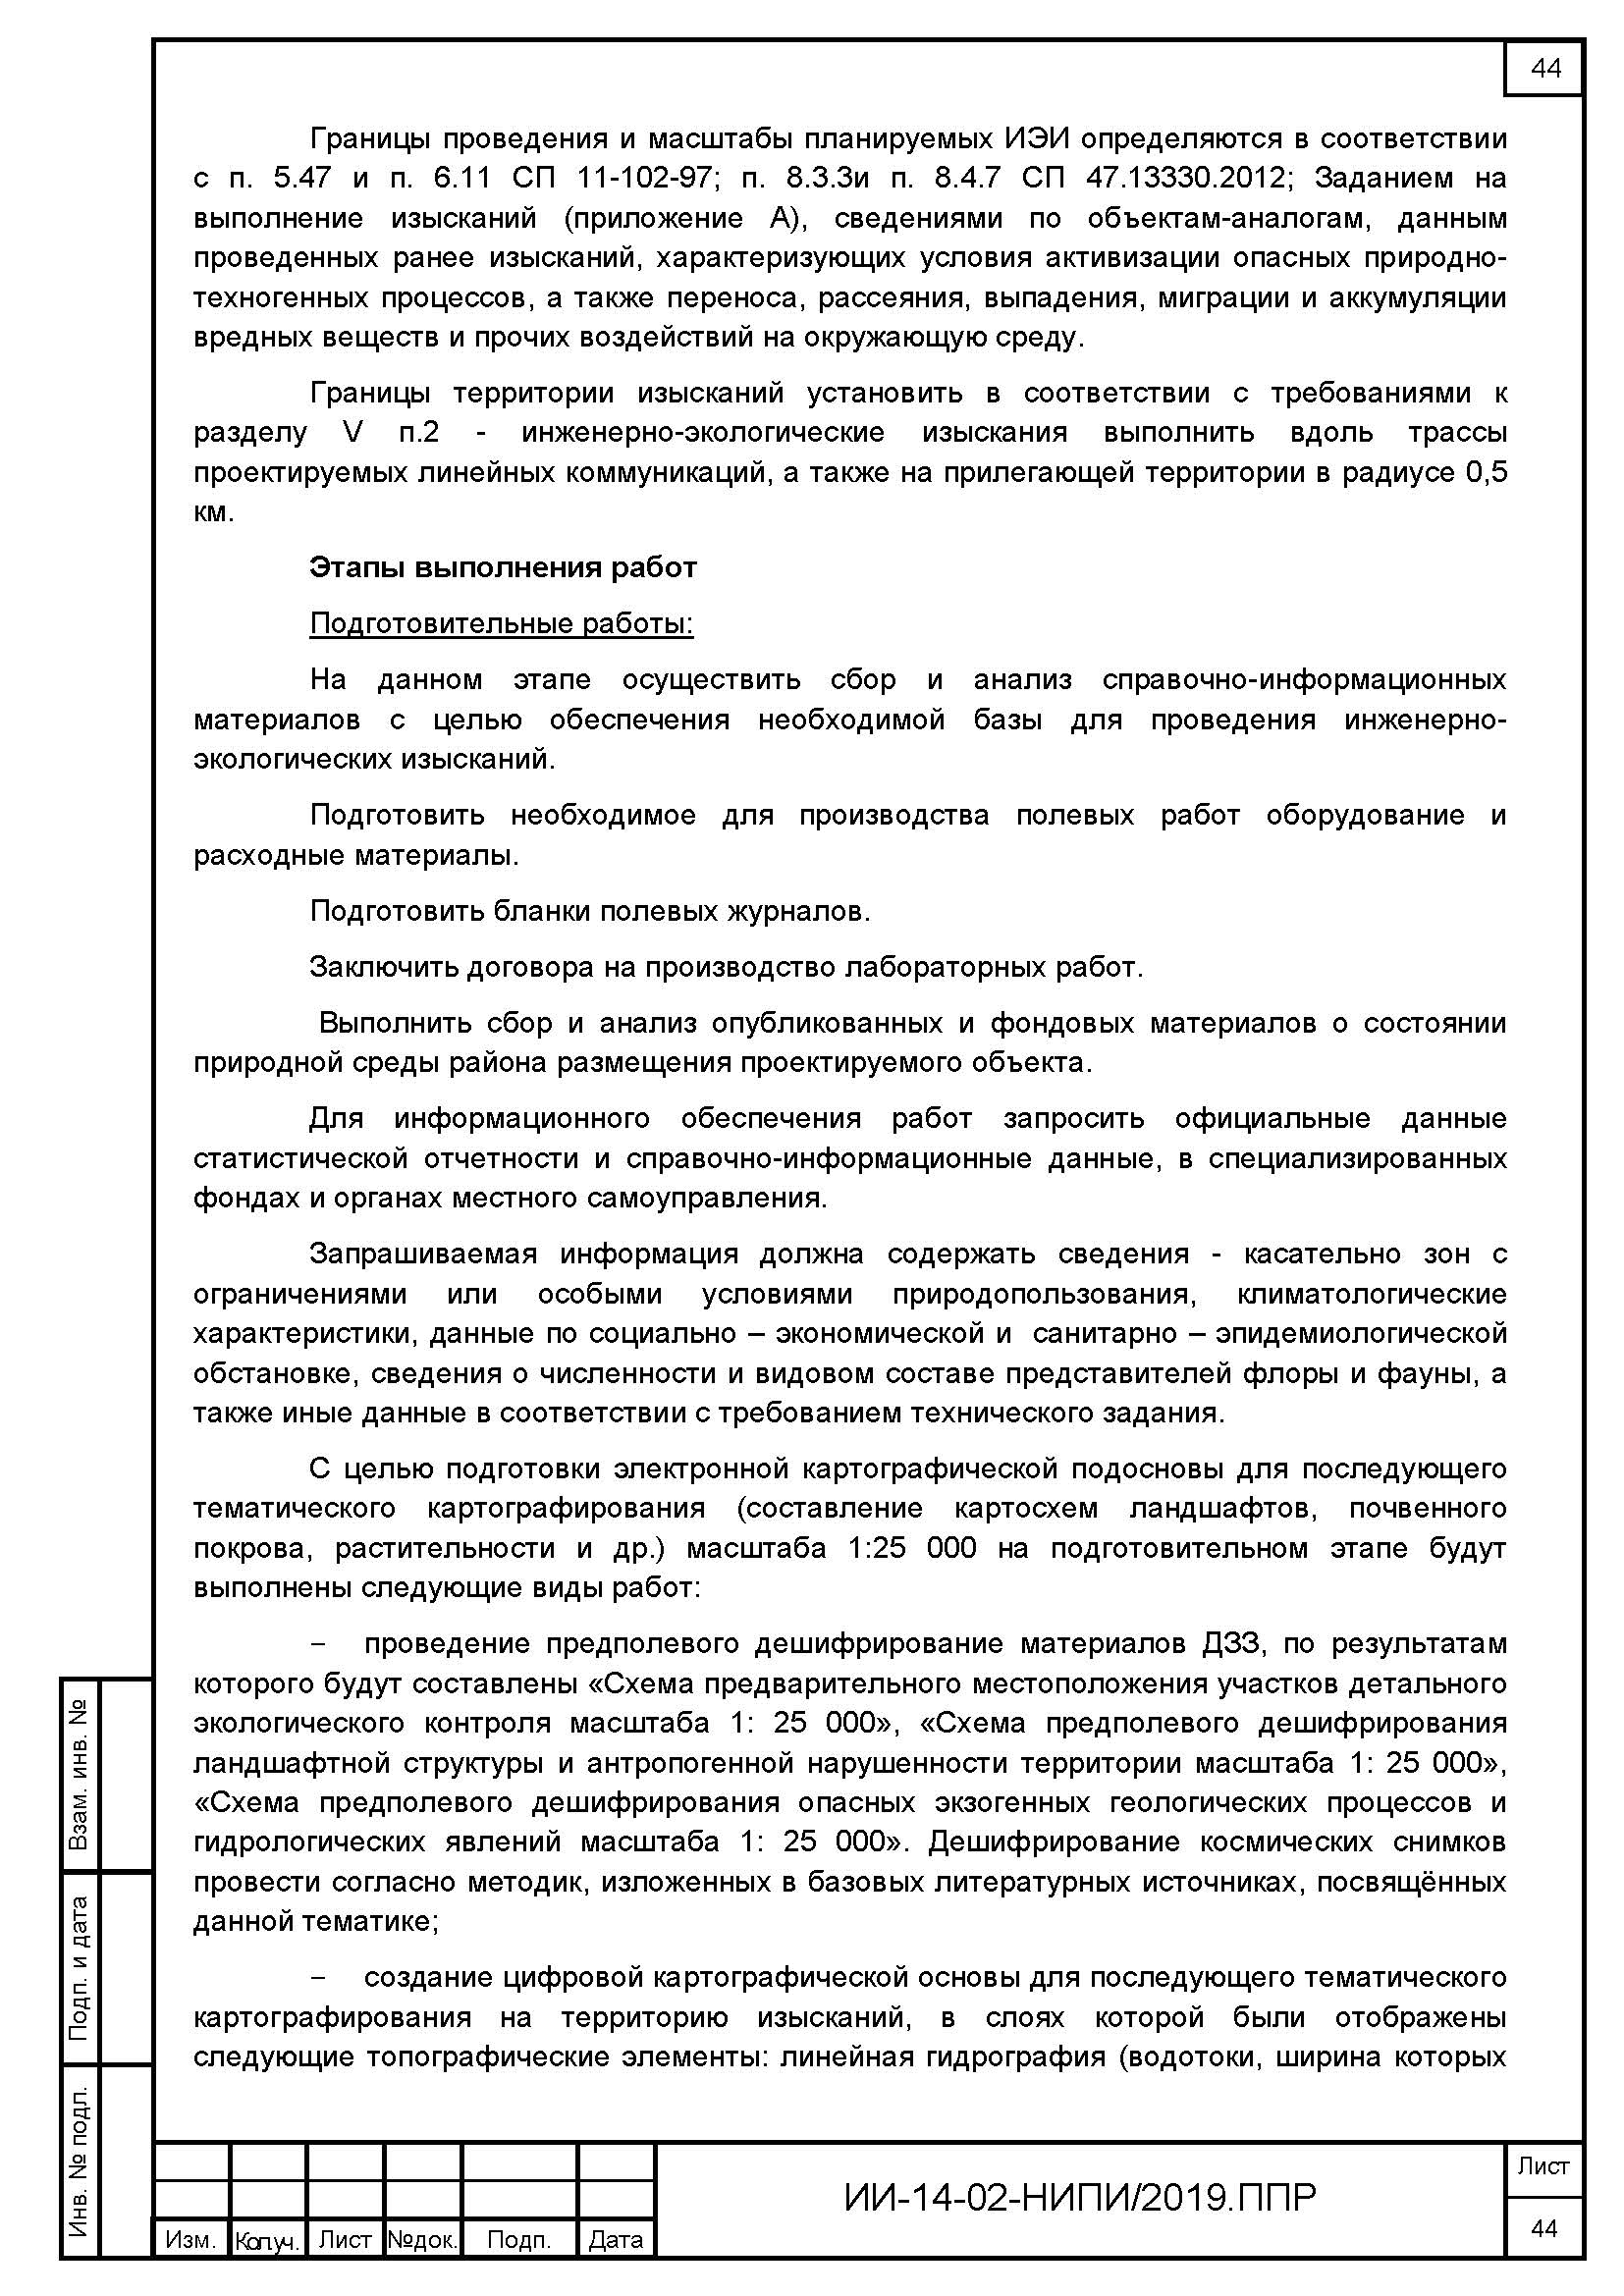 44
Границы проведения и масштабы планируемых ИЭИ определяются в соответствии
с п. 5.47 и п. 6.11 СП 11-102-97; п. 8.3.3и п. 8.4.7 СП 47.13330.2012; Заданием на
выполнение изысканий (приложение А), сведениями по объектам-аналогам, данным
проведенных ранее изысканий, характеризующих условия активизации опасных природно-
техногенных процессов, а также переноса, рассеяния, выпадения, миграции и аккумуляции
вредных веществ и прочих воздействий на окружающую среду.
Границы территории изысканий установить в соответствии с требованиями к
разделу V п.2 - инженерно-экологические изыскания выполнить вдоль трассы
проектируемых линейных коммуникаций, а также на прилегающей территории в радиусе 0,5
км.
Этапы выполнения работ
Подготовительные работы:
На данном этапе осуществить сбор и анализ справочно-информационных
материалов с целью обеспечения необходимой базы для проведения инженерно-
экологических изысканий.
Подготовить необходимое для производства полевых работ оборудование и
расходные материалы.
Подготовить бланки полевых журналов.
Заключить договора на производство лабораторных работ.
Выполнить сбор и анализ опубликованных и фондовых материалов о состоянии
природной среды района размещения проектируемого объекта.
Для информационного обеспечения работ запросить официальные данные
статистической отчетности и справочно-информационные данные, в специализированных
фондах и органах местного самоуправления.
Запрашиваемая информация должна содержать сведения - касательно зон с
ограничениями или особыми условиями природопользования, климатологические
характеристики, данные по социально – экономической и  санитарно – эпидемиологической
обстановке, сведения о численности и видовом составе представителей флоры и фауны, а
также иные данные в соответствии с требованием технического задания.
С целью подготовки электронной картографической подосновы для последующего
тематического картографирования (составление картосхем ландшафтов, почвенного
покрова, растительности и др.) масштаба 1:25 000 на подготовительном этапе будут
выполнены следующие виды работ:
– проведение предполевого дешифрирование материалов ДЗЗ, по результатам
которого будут составлены «Схема предварительного местоположения участков детального
экологического контроля масштаба 1: 25 000», «Схема предполевого дешифрирования
ландшафтной структуры и антропогенной нарушенности территории масштаба 1: 25 000»,
«Схема предполевого дешифрирования опасных экзогенных геологических процессов и
гидрологических явлений масштаба 1: 25 000». Дешифрирование космических снимков
провести согласно методик, изложенных в базовых литературных источниках, посвящённых
данной тематике;
– создание цифровой картографической основы для последующего тематического
картографирования на территорию изысканий, в слоях которой были отображены
следующие топографические элементы: линейная гидрография (водотоки, ширина которых
Взам. инв. №
Подп. и дата
Инв. № подл.
Изм. Кол.уч. Лист №док. Подп. Дата
ИИ-14-02-НИПИ/2019.ППР
Лист
44